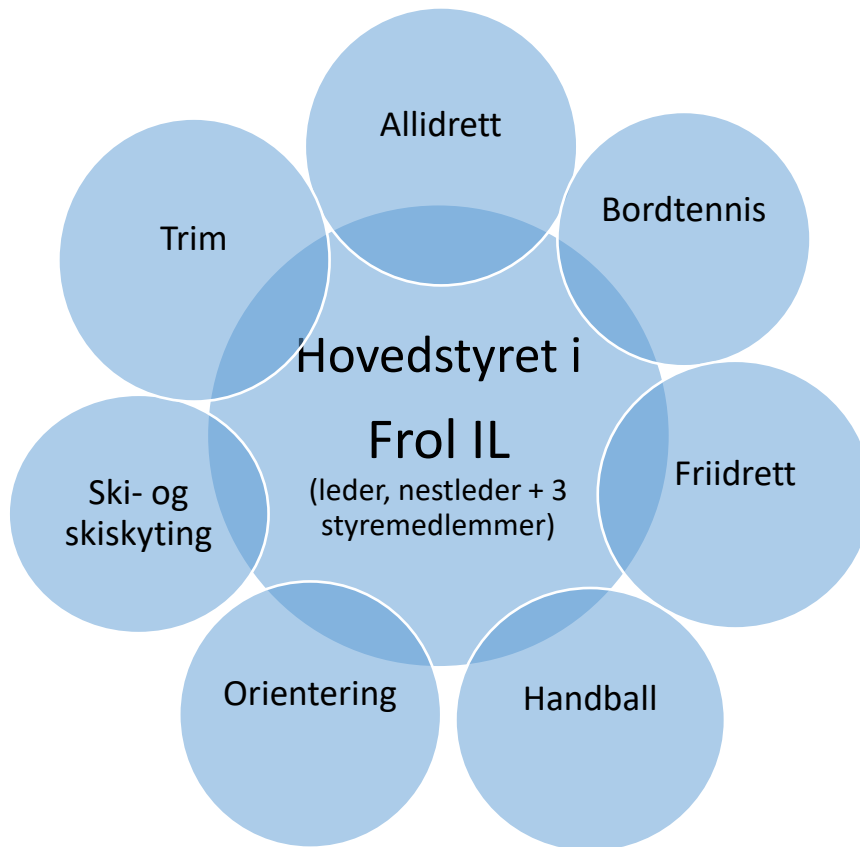 Allidrett
Bordtennis
Trim
Hovedstyret i
Frol IL
(leder, nestleder + 3
styremedlemmer)
Friidrett
Ski- og
skiskyting
Orientering
Handball